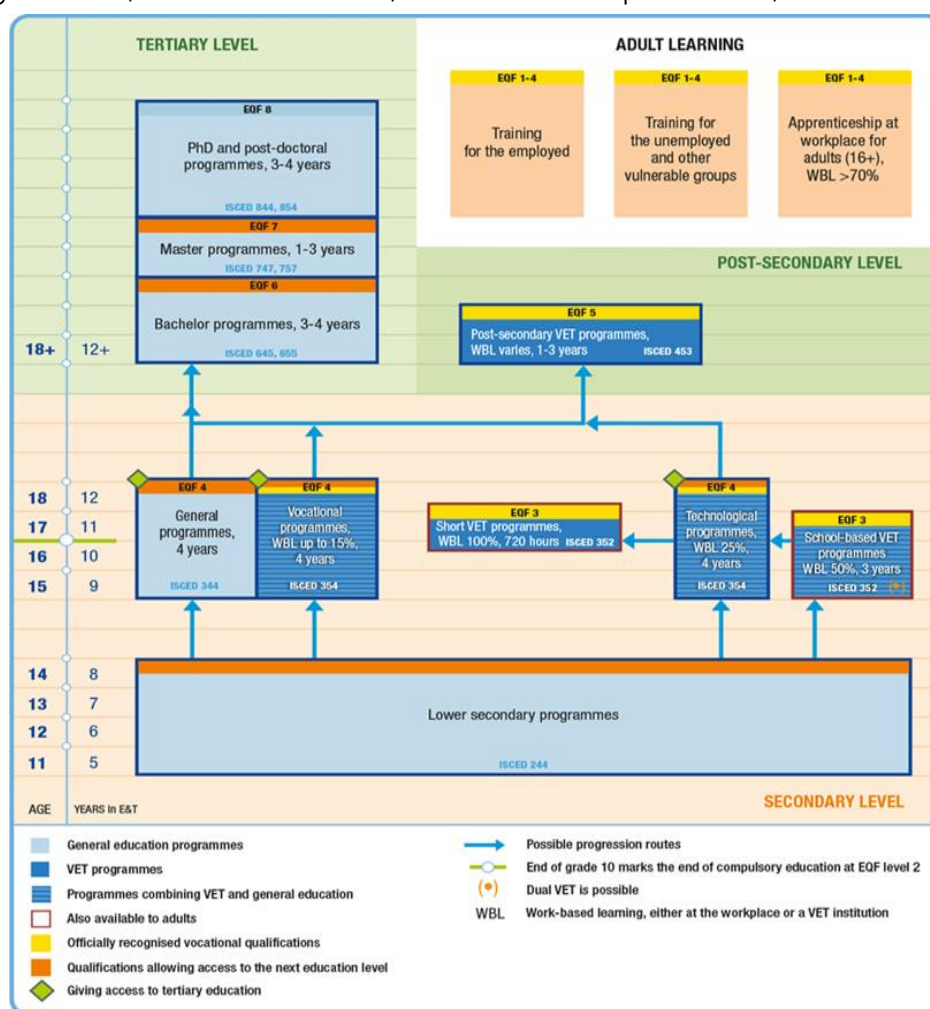 TERTIARY LEVEL
ADULT LEARNING
EQF 1-4
Training
for the employed
EQF 1-4
Training for
the unemployed
and other
vulnerable groups
EQF 1-4
Apprenticeship at
workplace for
adults (16+),
WBL >70%
EQF 8
PhD and post-doctoral
programmes, 3-4 years
ISCED 844, 854
EQF 7
Master programmes, 1-3 years
ISCED 747, 757
EQF 6
Bachelor programmes, 3-4 years
ISCED 645, 655
POST-SECONDARY LEVEL
EQF 5
Post-secondary VET programmes,
WBL varies, 1-3 years ISCED 453
18+ 12+
18 12
17 11
16 10
15 9
EQF 4
General
programmes,
4 years
ISCED 344
EQF 4
Vocational
programmes,
WBL up to 15%,
4 years
ISCED 354
EQF 3
Short VET programmes,
WBL 100%, 720 hours ISCED 352
EQF 4
Technological
programmes,
WBL 25%,
4 years
ISCED 354
EQF 3
School-based VET
programmes
WBL 50%, 3 years
ISCED 352 (•)
14 8
13 7
12 6
11 5
Lower secondary programmes
ISCED 244
AGE YEARS in E&T
SECONDARY LEVEL
General education programmes
VET programmes
Programmes combining VET and general education
Also available to adults
Officially recognised vocational qualifications
Qualifications allowing access to the next education level
Giving access to tertiary education
Possible progression routes
End of grade 10 marks the end of compulsory education at EQF level 2
(•) Dual VET is possible
WBL Work-based learning, either at the workplace or a VET institution